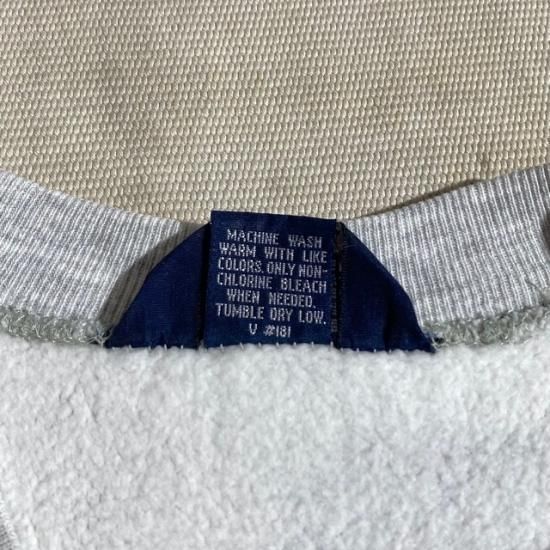 MACHINE WASH
WARM WITH LIKE
COLORS. ONLY NON-
CHLORINE BLEACH
WHEN NEEDED.
TUMBLE DRY LOW.
V #181